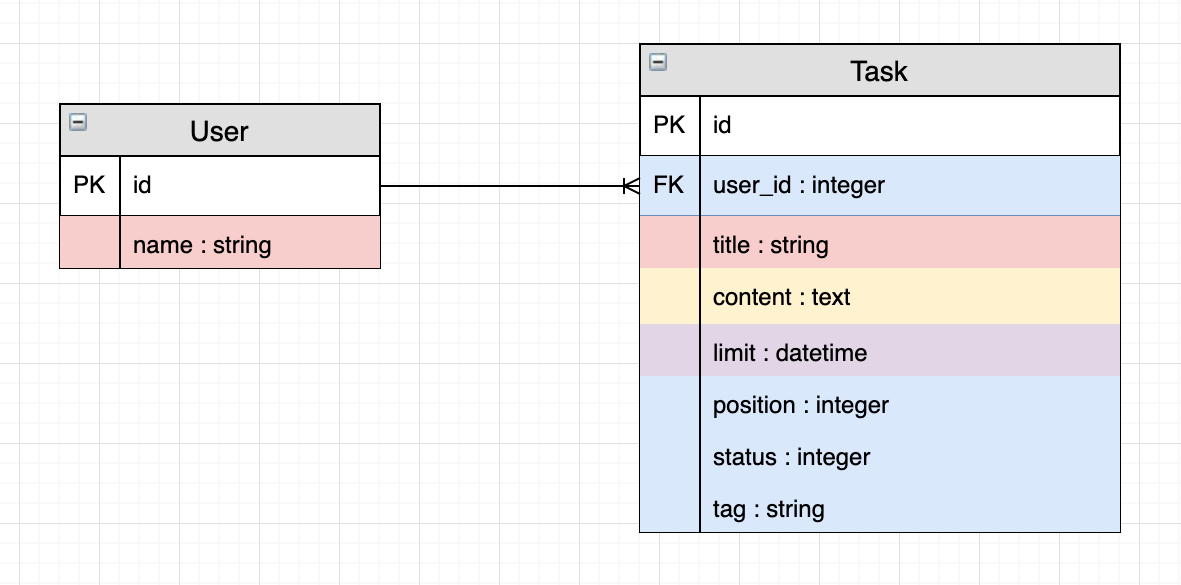 User
PK id
name : string
Task
PK id
FK user_id : integer
title : string
content : text
limit : datetime
position : integer
status : integer
tag : string